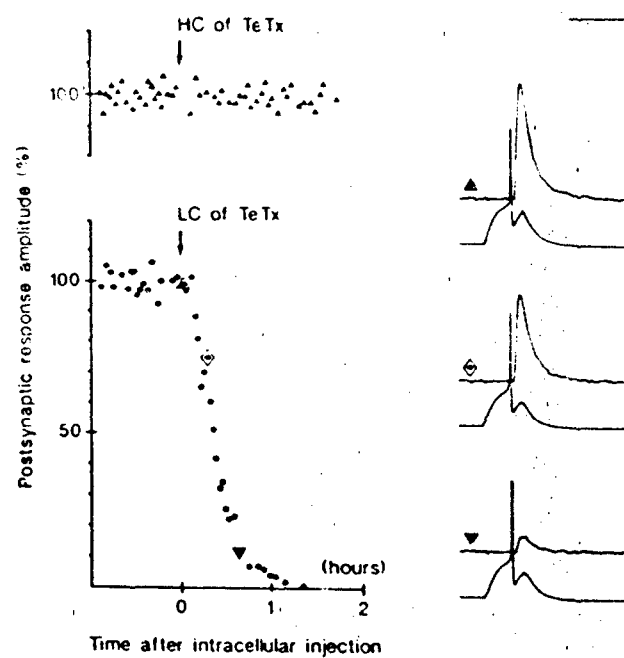 HC of TeTx
100
Postsynaptic response amplitude (%)
LC of TeTx
100
50
(hours)
0
1
2
Time after intracellular injection